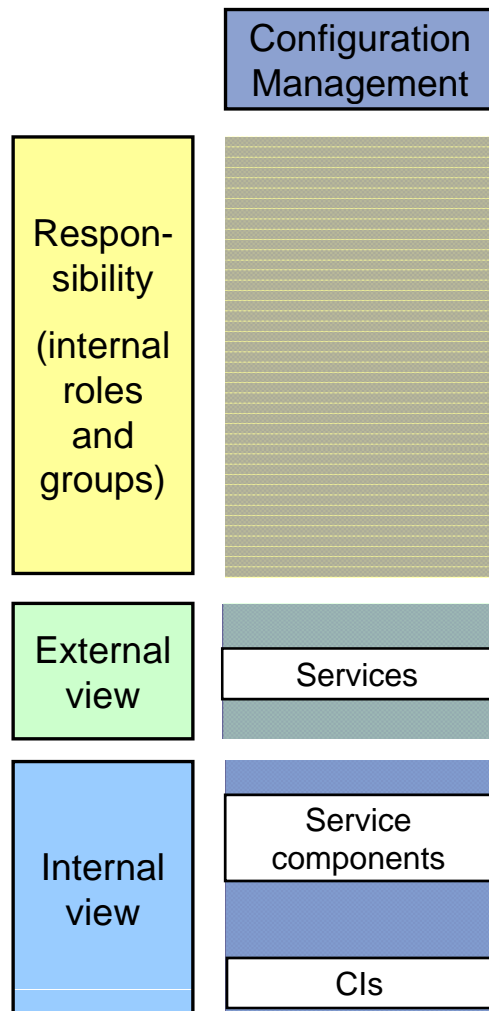 Configuration
Management
Respon-
sibility
(internal
roles
and
groups)
External
view
Services
Internal
view
Service
components
CIs